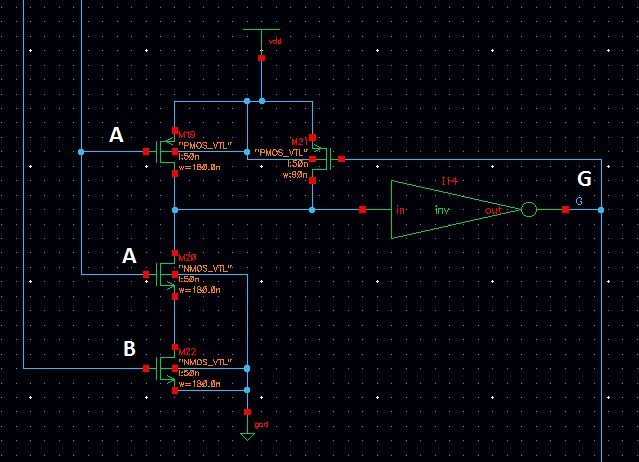 vdd
A
M19
"PMOS_VTL"
l:50n
w=180.0n
M21
"PMOS_VTL"
l:50n
w:90n
I14
in
inv
out
G
G
A
M20
"NMOS_VTL"
l:50n
w=180.0n
B
M22
"NMOS_VTL"
l:50n
w=180.0n
gnd